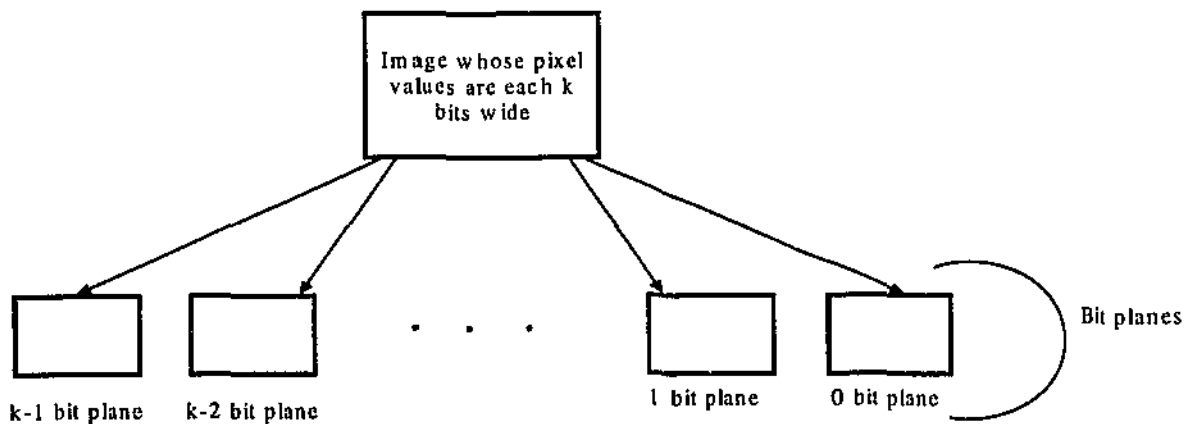 Image whose pixel
values are each k
bits wide
Bit planes
k-1 bit plane
k-2 bit plane
. . .
1 bit plane
0 bit plane